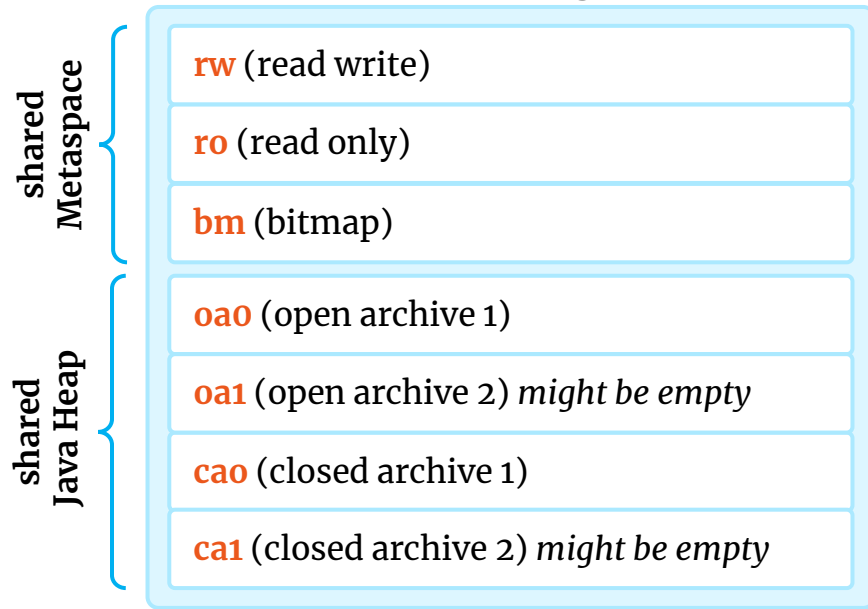 shared
Metaspace
rw (read write)
ro (read only)
bm (bitmap)
shared
Java Heap
oa0 (open archive 1)
oa1 (open archive 2) might be empty
ca0 (closed archive 1)
ca1 (closed archive 2) might be empty